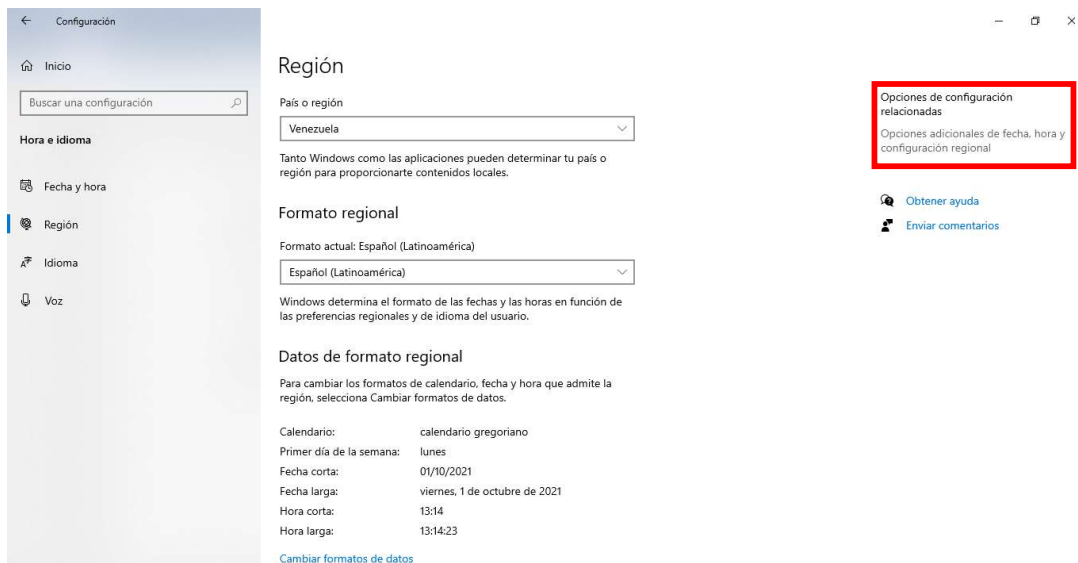 Configuración
Inicio
Buscar una configuración
Hora e idioma
Fecha y hora
Región
Idioma
Voz
Región
País o región
Venezuela
Tanto Windows como las aplicaciones pueden determinar tu país o
región para proporcionarte contenidos locales.
Formato regional
Formato actual: Español (Latinoamérica)
Español (Latinoamérica)
Windows determina el formato de las fechas y las horas en función de
las preferencias regionales y de idioma del usuario.
Datos de formato regional
Para cambiar los formatos de calendario, fecha y hora que admite la
región, selecciona Cambiar formatos de datos.
Calendario: calendario gregoriano
Primer día de la semana: lunes
Fecha corta: 01/10/2021
Fecha larga: viernes, 1 de octubre de 2021
Hora corta: 13:14
Hora larga: 13:14:23
Cambiar formatos de datos
Opciones de configuración
relacionadas
Opciones adicionales de fecha, hora y
configuración regional
Obtener ayuda
Enviar comentarios